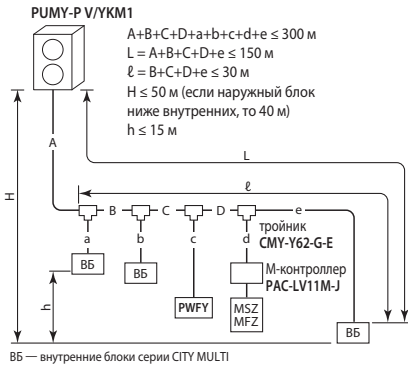 PUMY-P V/YKM1
A+B+C+D+a+b+c+d+e ≤ 300 м
L = A+B+C+D+e ≤ 150 м
ℓ = B+C+D+e ≤ 30 м
H ≤ 50 м (если наружный блок
ниже внутренних, то 40 м)
h ≤ 15 м
A
L
H
ℓ
B
C
D
e
тройник
CMY-Y62-G-E
a
b
c
d
М-контроллер
PAC-LV11M-J
ВБ
ВБ
h
PWFY
MSZ
MFZ
ВБ
ВБ — внутренние блоки серии CITY MULTI